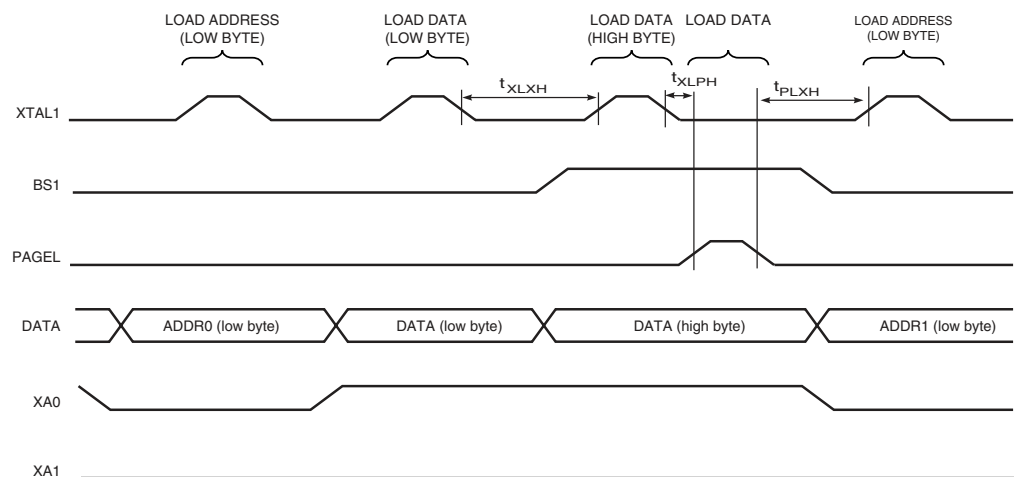 LOAD ADDRESS
(LOW BYTE)
LOAD DATA
(LOW BYTE)
LOAD DATA
(HIGH BYTE)
LOAD DATA
LOAD ADDRESS
(LOW BYTE)
tXLXH
tXLPH
tPLXH
XTAL1
BS1
PAGEL
DATA
ADDR0 (low byte)
DATA (low byte)
DATA (high byte)
ADDR1 (low byte)
XA0
XA1